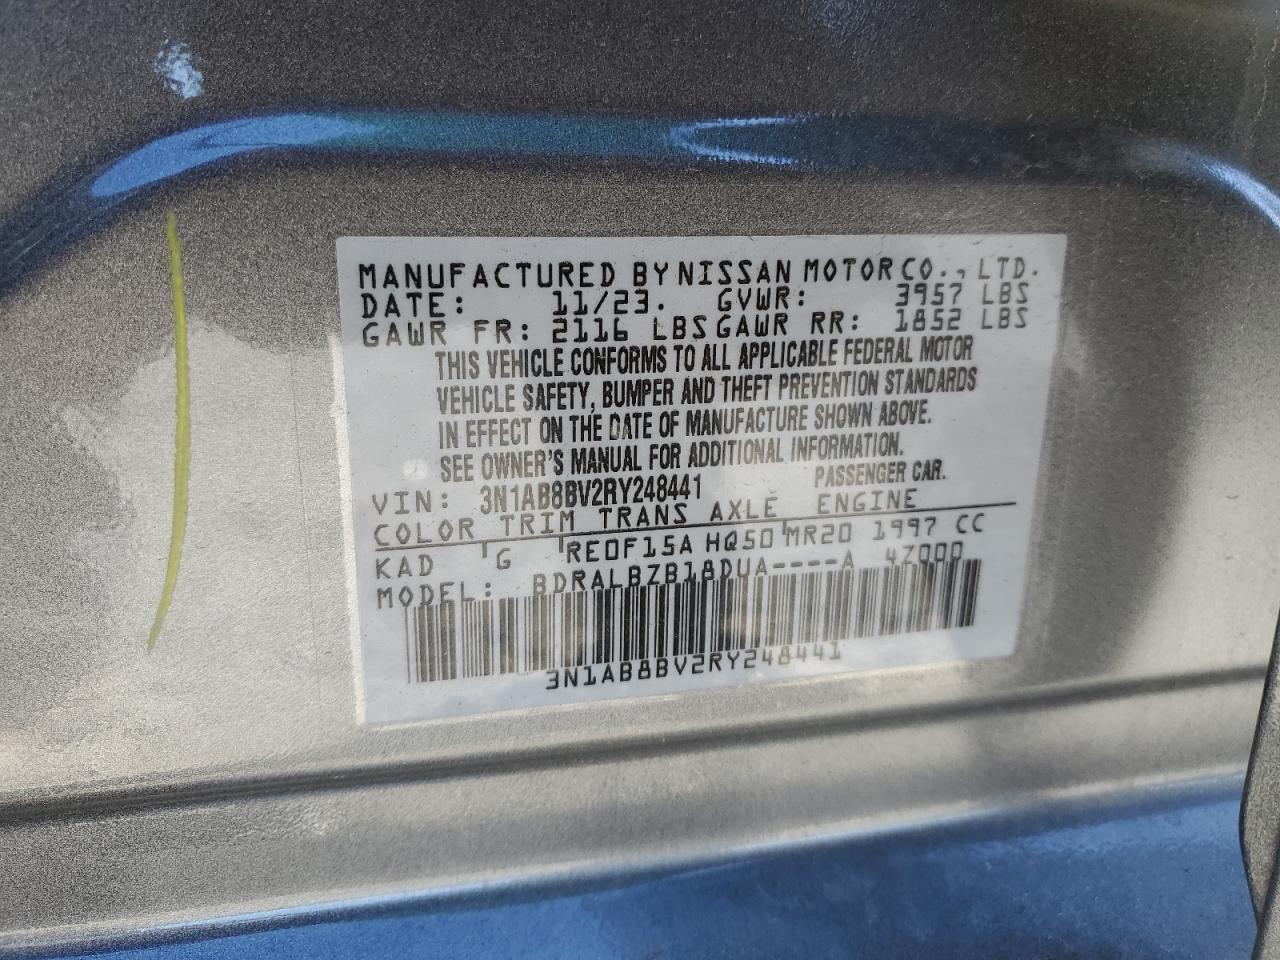 MANUFACTURED BY NISSAN MOTOR CO., LTD.
DATE: 11/23. GVWR: 3957 LBS
GAWR FR: 2116 LBS GAWR RR: 1852 LBS
THIS VEHICLE CONFORMS TO ALL APPLICABLE FEDERAL MOTOR
VEHICLE SAFETY, BUMPER AND THEFT PREVENTION STANDARDS
IN EFFECT ON THE DATE OF MANUFACTURE SHOWN ABOVE.
SEE OWNER'S MANUAL FOR ADDITIONAL INFORMATION.
VIN: 3N1AB8BV2RY248441 PASSENGER CAR.
COLOR TRIM TRANS AXLE ENGINE
KAD G RE0F15A HQ50 MR20 1997 CC
MODEL: BDRALBZB18DUA----A 4Z000
3N1AB8BV2RY248441